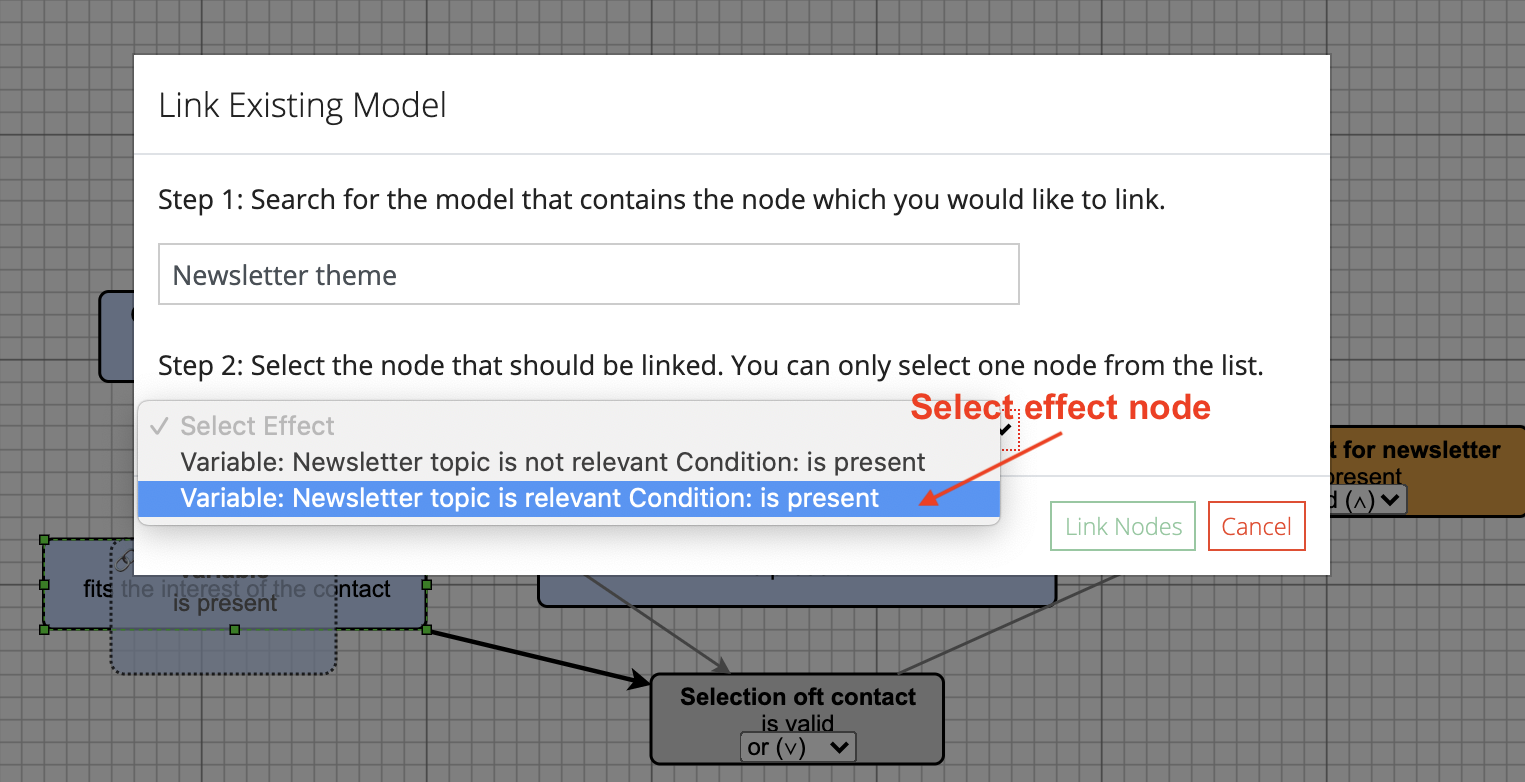 Link Existing Model
Step 1: Search for the model that contains the node which you would like to link.
Newsletter theme
Step 2: Select the node that should be linked. You can only select one node from the list.
Select effect node
✓ Select Effect
Variable: Newsletter topic is not relevant Condition: is present
Variable: Newsletter topic is relevant Condition: is present
t for newsletter
present
d (∧)
Link Nodes
Cancel
Variable
fits the interest of the contact
is present
Selection oft contact
is valid
or (∨)